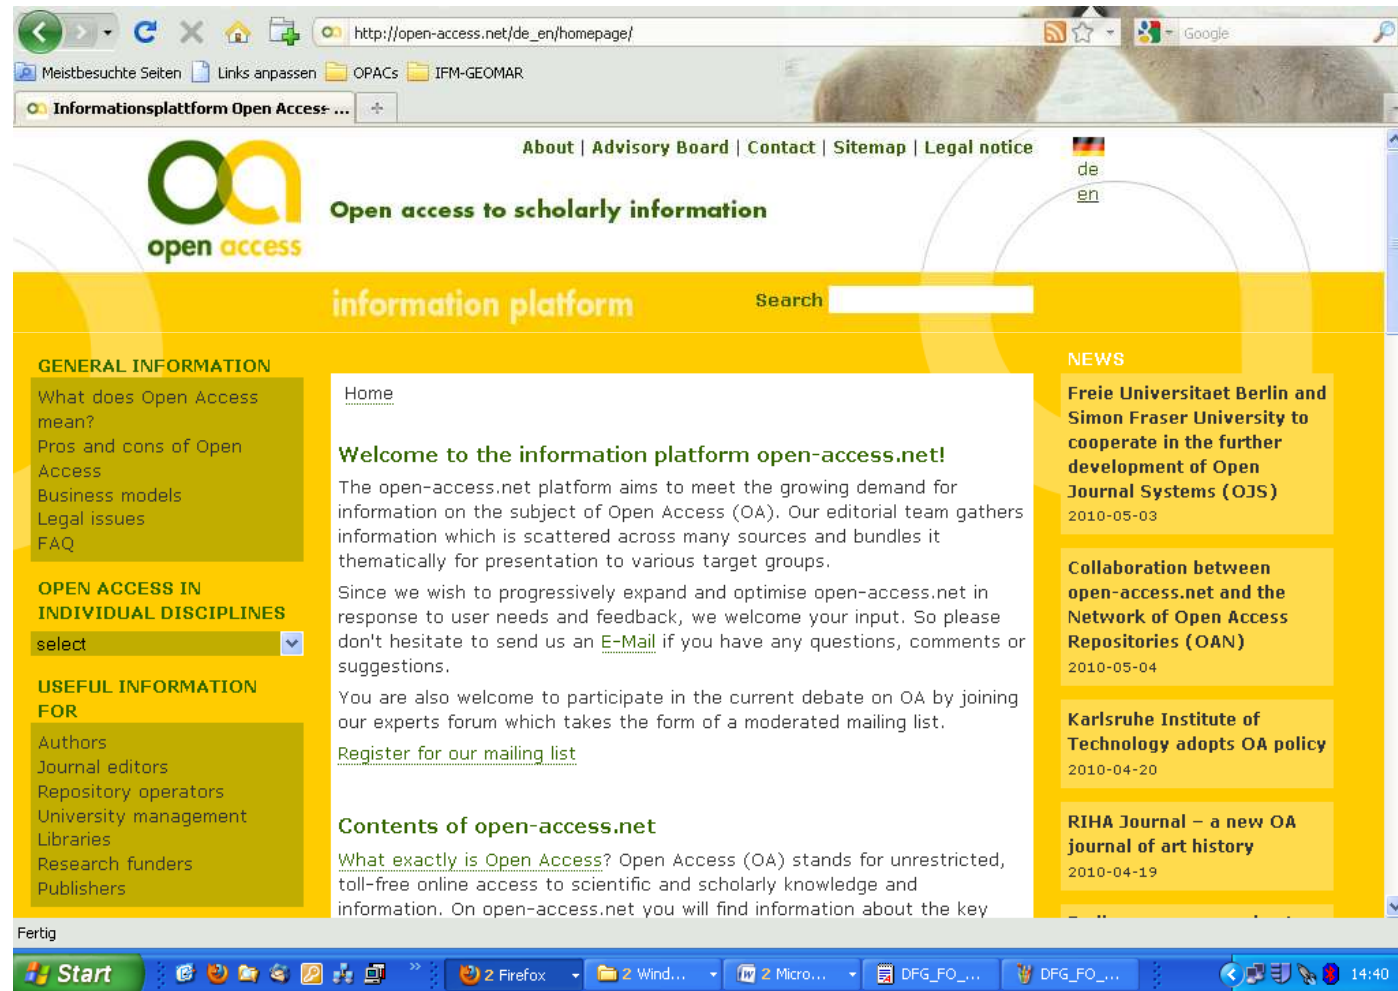 http://open-access.net/de_en/homepage/
Google
Meistbesuchte Seiten
Links anpassen
OPACs
IFM-GEOMAR
Informationsplattform Open Access- ...
About | Advisory Board | Contact | Sitemap | Legal notice
de
en
Open access to scholarly information
open access
information platform
Search
GENERAL INFORMATION
What does Open Access
mean?
Pros and cons of Open
Access
Business models
Legal issues
FAQ
OPEN ACCESS IN
INDIVIDUAL DISCIPLINES
select
USEFUL INFORMATION
FOR
Authors
Journal editors
Repository operators
University management
Libraries
Research funders
Publishers
Home
Welcome to the information platform open-access.net!
The open-access.net platform aims to meet the growing demand for
information on the subject of Open Access (OA). Our editorial team gathers
information which is scattered across many sources and bundles it
thematically for presentation to various target groups.
Since we wish to progressively expand and optimise open-access.net in
response to user needs and feedback, we welcome your input. So please
don't hesitate to send us an E-Mail if you have any questions, comments or
suggestions.
You are also welcome to participate in the current debate on OA by joining
our experts forum which takes the form of a moderated mailing list.
Register for our mailing list
Contents of open-access.net
What exactly is Open Access? Open Access (OA) stands for unrestricted,
toll-free online access to scientific and scholarly knowledge and
information. On open-access.net you will find information about the key
NEWS
Freie Universitaet Berlin and
Simon Fraser University to
cooperate in the further
development of Open
Journal Systems (OJS)
2010-05-03
Collaboration between
open-access.net and the
Network of Open Access
Repositories (OAN)
2010-05-04
Karlsruhe Institute of
Technology adopts OA policy
2010-04-20
RIHA Journal – a new OA
journal of art history
2010-04-19
Fertig
Start
2 Firefox
2 Wind...
2 Micro...
DFG_FO_...
DFG_FO_...
14:40